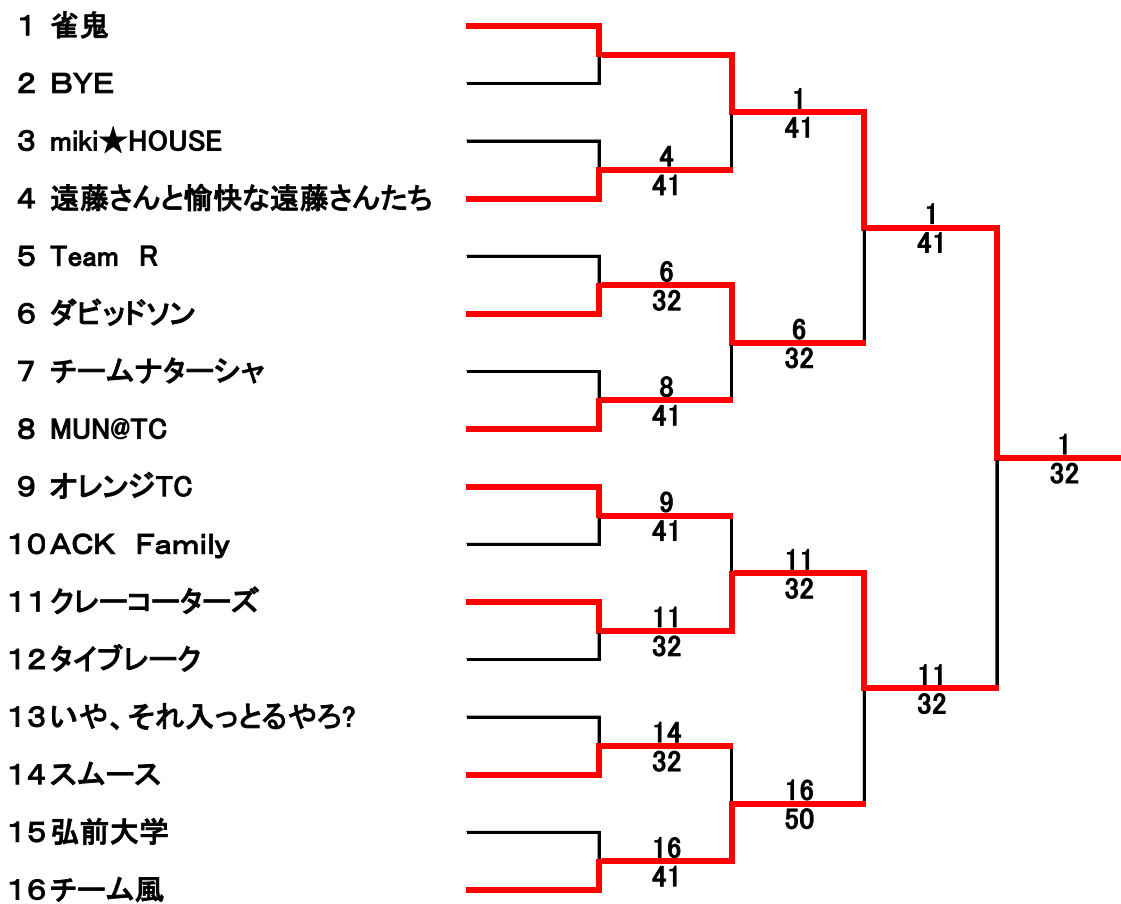 1 雀鬼
2 BYE
3 miki★HOUSE
4 遠藤さんと愉快な遠藤さんたち
5 Team　R
6 ダビッドソン
7 チームナターシャ
8 MUN@TC
9 オレンジTC
10 ACK　Family
11 クレーコーターズ
12 タイブレーク
13 いや、それ入っとるやろ?
14 スムース
15 弘前大学
16 チーム風
4
41
6
32
8
41
9
41
11
32
14
32
16
41
1
41
6
32
11
32
16
50
1
41
11
32
1
32